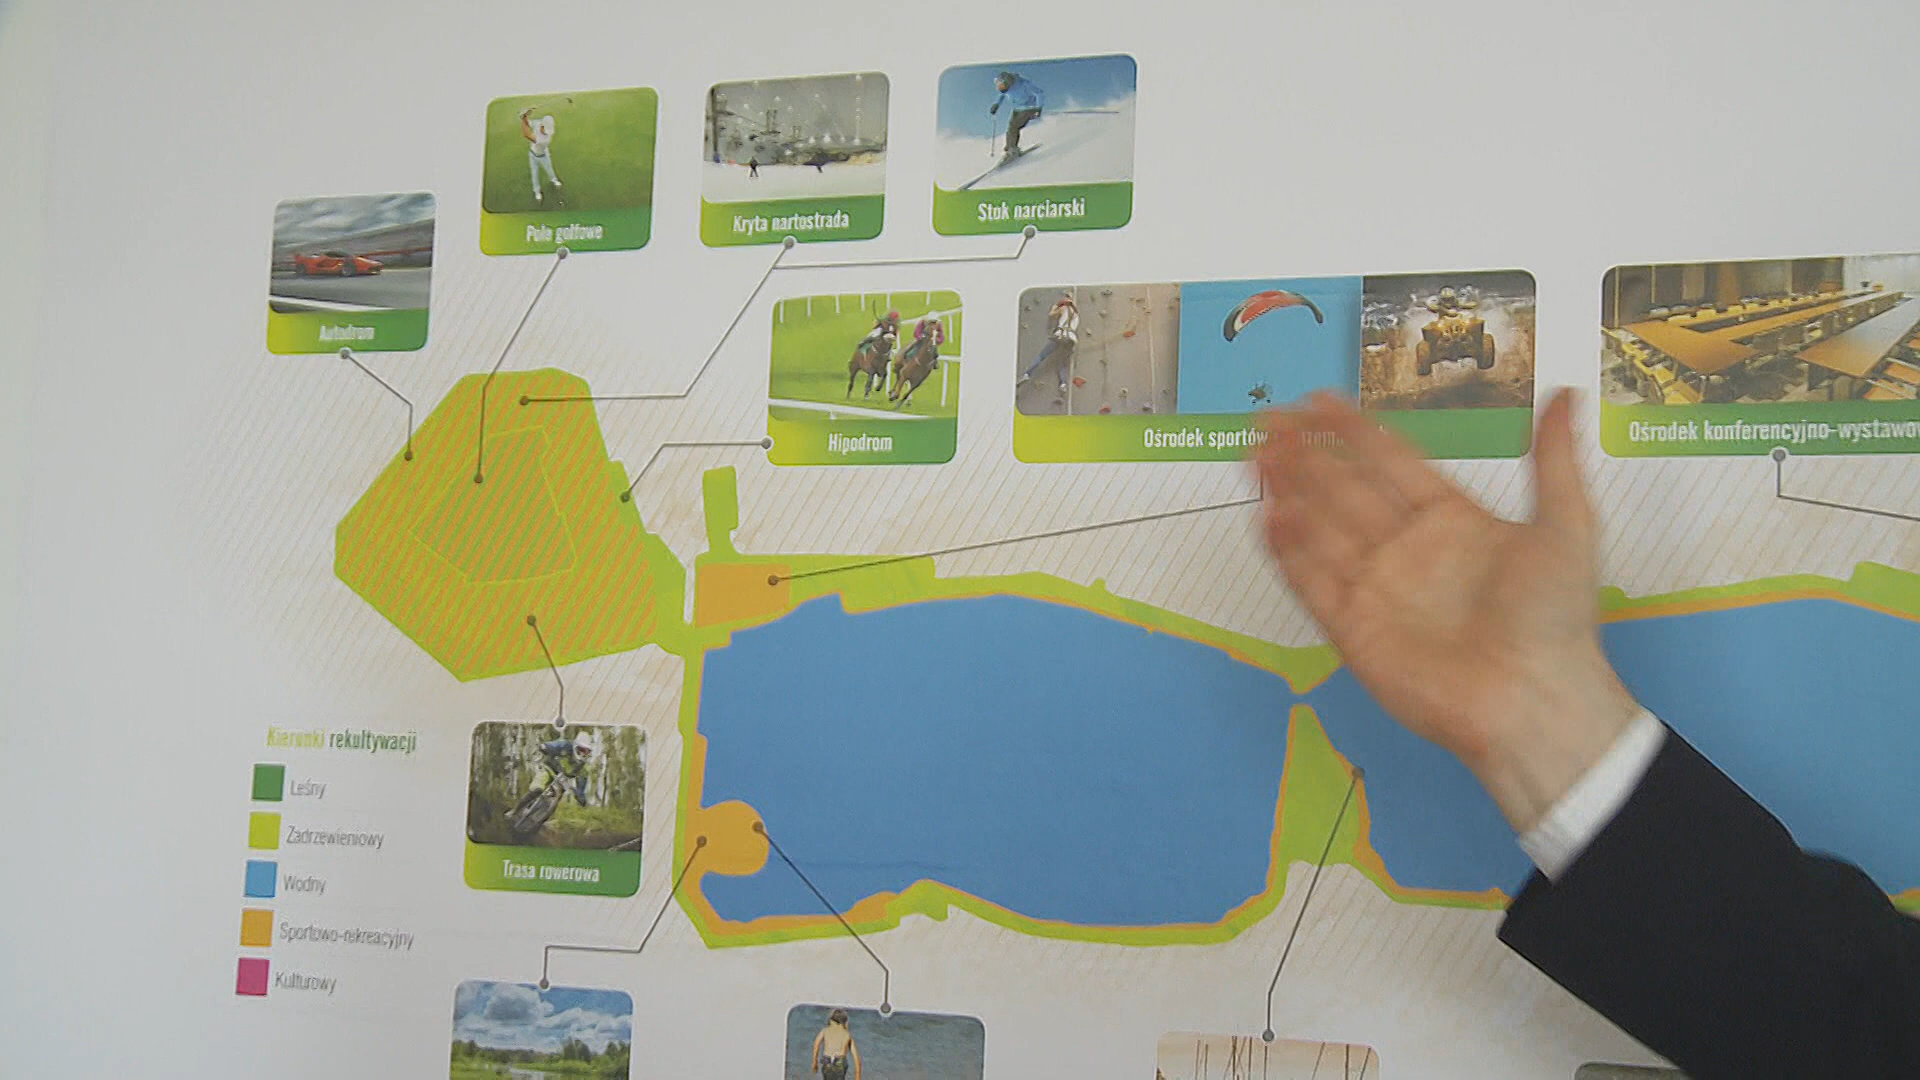 Pole golfowe
Kryta nartostrada
Stok narciarski
Autodrom
Hipodrom
Ośrodek sportów
Ośrodek konferencyjno-wystawo
Kierunki rekultywacji
Leśny
Zadrzewieniowy
Wodny
Sportowo-rekreacyjny
Kulturowy
Trasa rowerowa